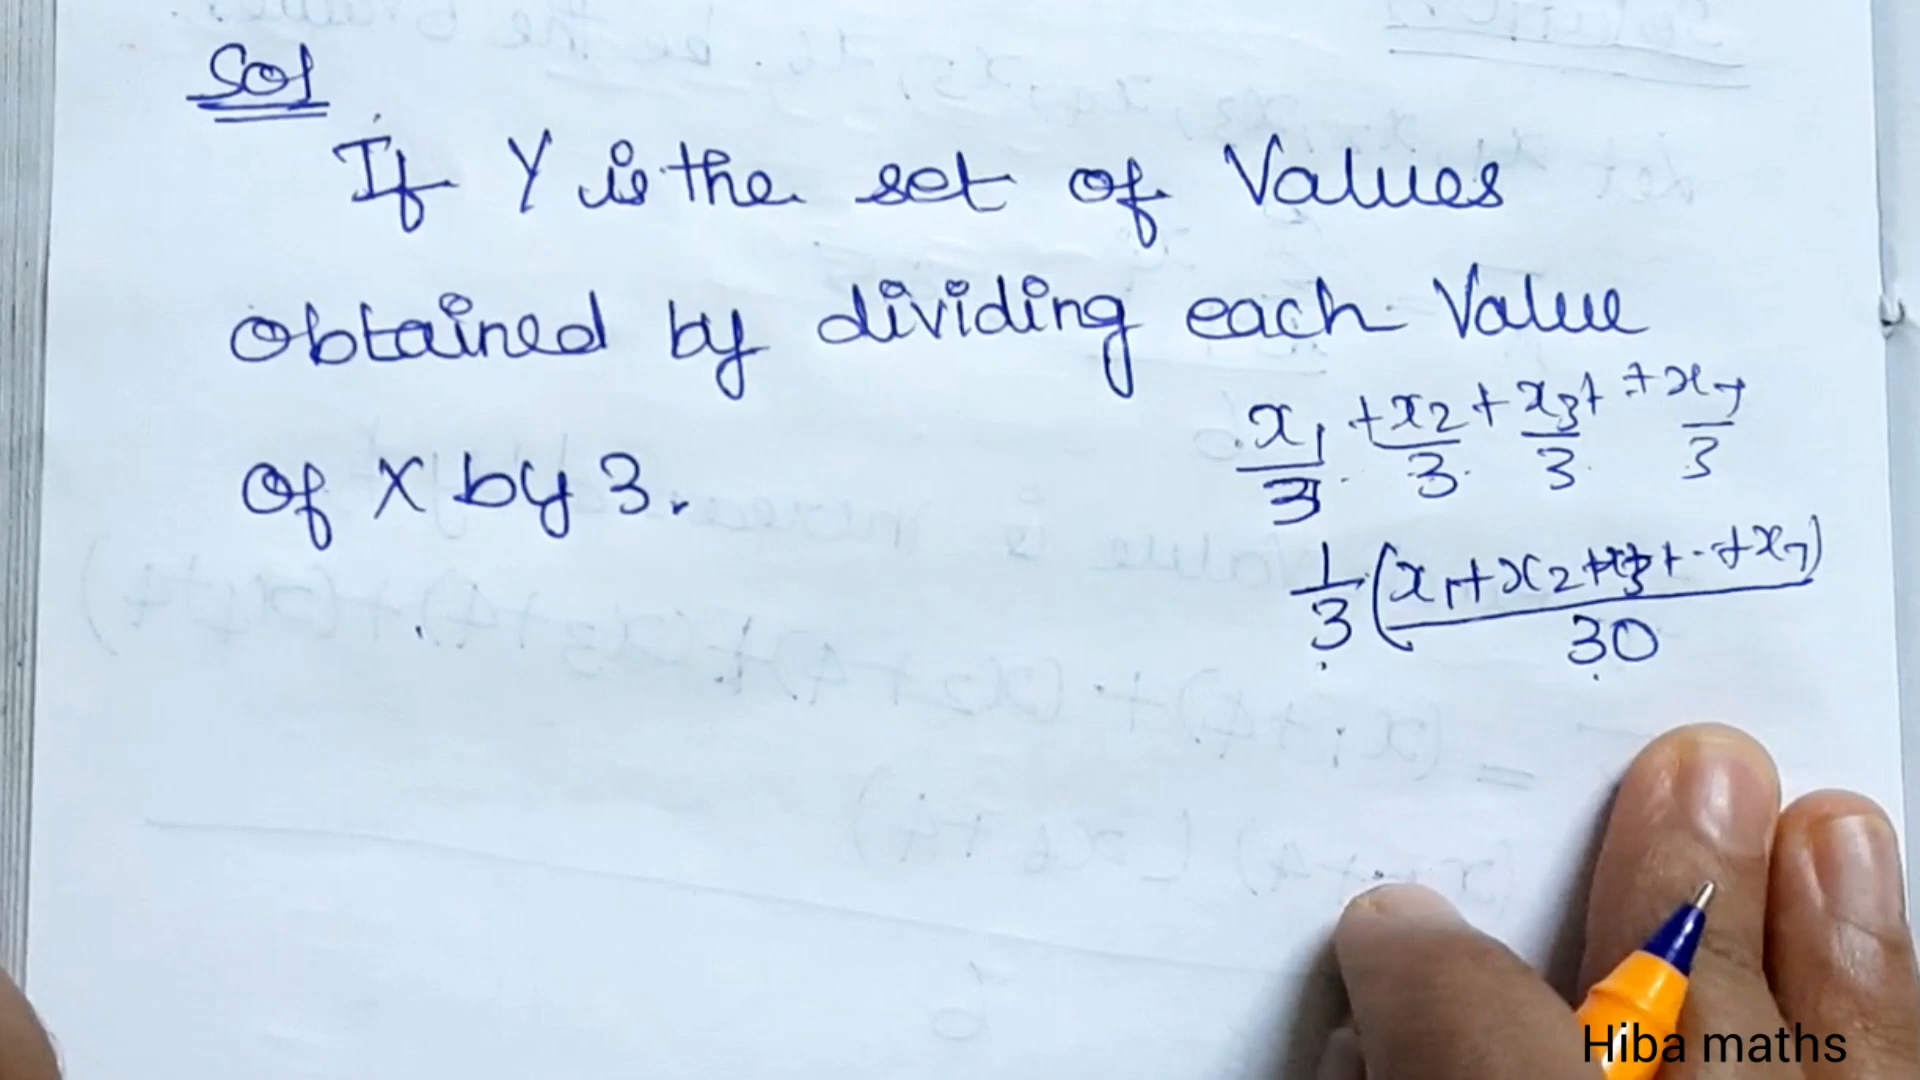 Sol
If Y is the set of Values
obtained by dividing each Value
of X by 3.
x₁/3 + x₂/3 + x₃/3 + + x₇/3
1/3 (x₁+x₂+x₃+--+x₇)/30
Hiba maths